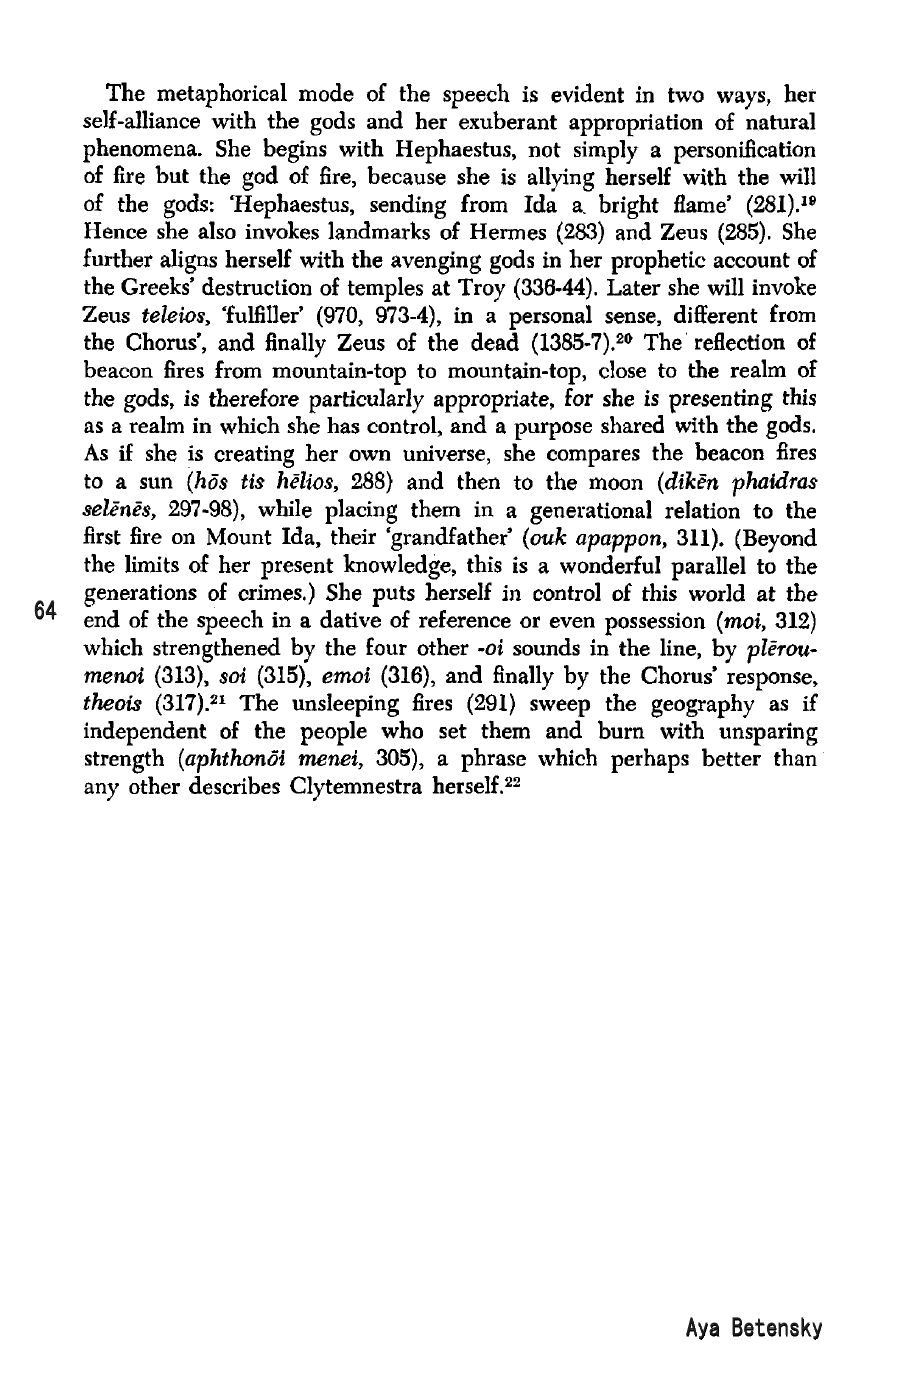 The metaphorical mode of the speech is evident in two ways, her
self-alliance with the gods and her exuberant appropriation of natural
phenomena. She begins with Hephaestus, not simply a personification
of fire but the god of fire, because she is allying herself with the will
of the gods: 'Hephaestus, sending from Ida a bright flame' (281).¹⁹
Hence she also invokes landmarks of Hermes (283) and Zeus (285). She
further aligns herself with the avenging gods in her prophetic account of
the Greeks' destruction of temples at Troy (336-44). Later she will invoke
Zeus teleios, 'fulfiller' (970, 973-4), in a personal sense, different from
the Chorus', and finally Zeus of the dead (1385-7).²⁰ The reflection of
beacon fires from mountain-top to mountain-top, close to the realm of
the gods, is therefore particularly appropriate, for she is presenting this
as a realm in which she has control, and a purpose shared with the gods.
As if she is creating her own universe, she compares the beacon fires
to a sun (hōs tis hēlios, 288) and then to the moon (dikēn phaidras
selēnēs, 297-98), while placing them in a generational relation to the
first fire on Mount Ida, their 'grandfather' (ouk apappon, 311). (Beyond
the limits of her present knowledge, this is a wonderful parallel to the
generations of crimes.) She puts herself in control of this world at the
64 end of the speech in a dative of reference or even possession (moi, 312)
which strengthened by the four other -oi sounds in the line, by plērou-
menoi (313), soi (315), emoi (316), and finally by the Chorus' response,
theois (317).²¹ The unsleeping fires (291) sweep the geography as if
independent of the people who set them and burn with unsparing
strength (aphthonōi menei, 305), a phrase which perhaps better than
any other describes Clytemnestra herself.²²
Aya Betensky